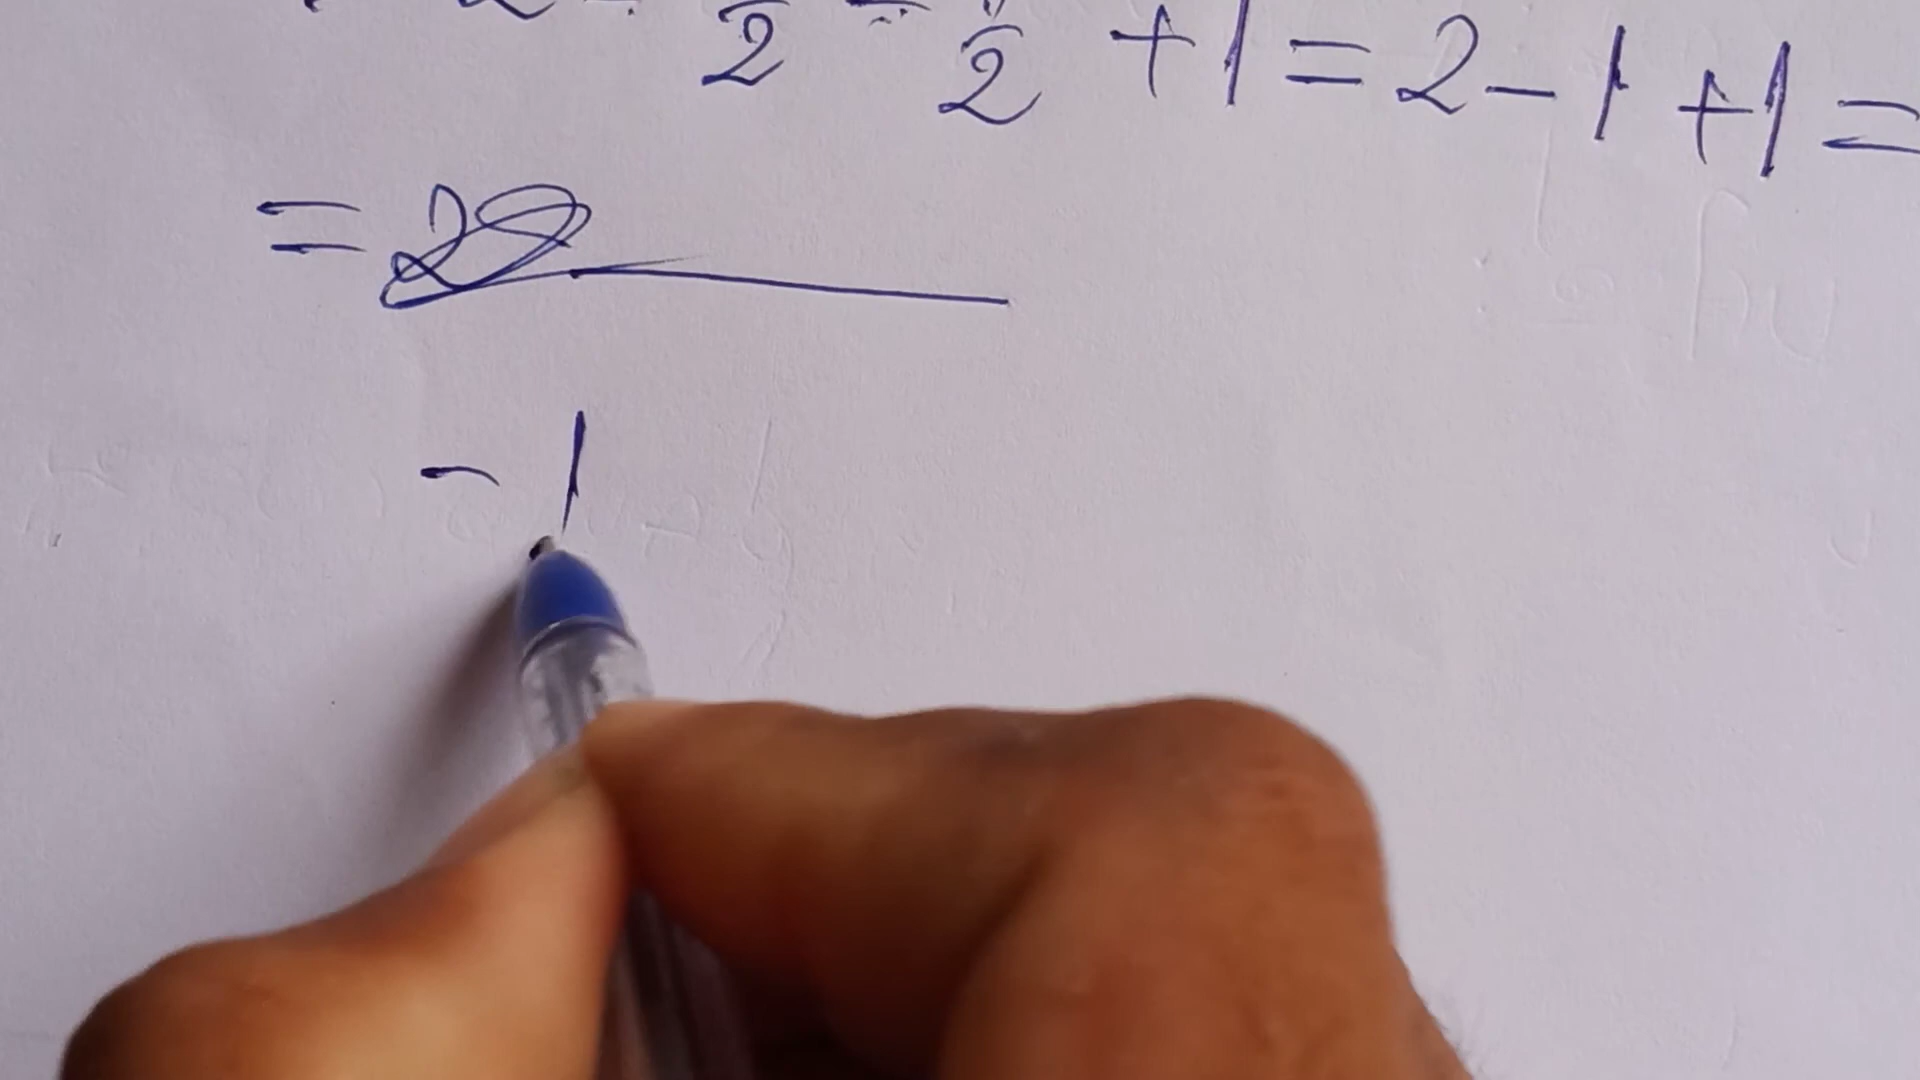 2 2 + 1 = 2 - 1 + 1 =
= 2
- 1